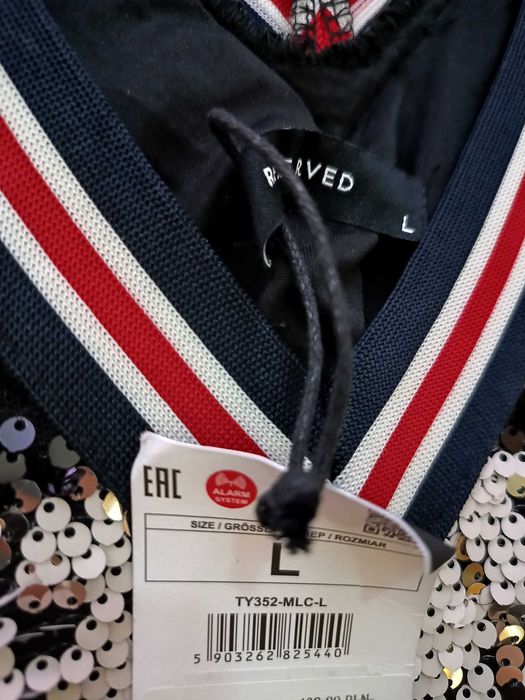 RESERVED
L
EAC
ALARM
SYSTEM
SIZE / GRÖSSE
/ ROZMIAR
L
TY352-MLC-L
5 903262 825440